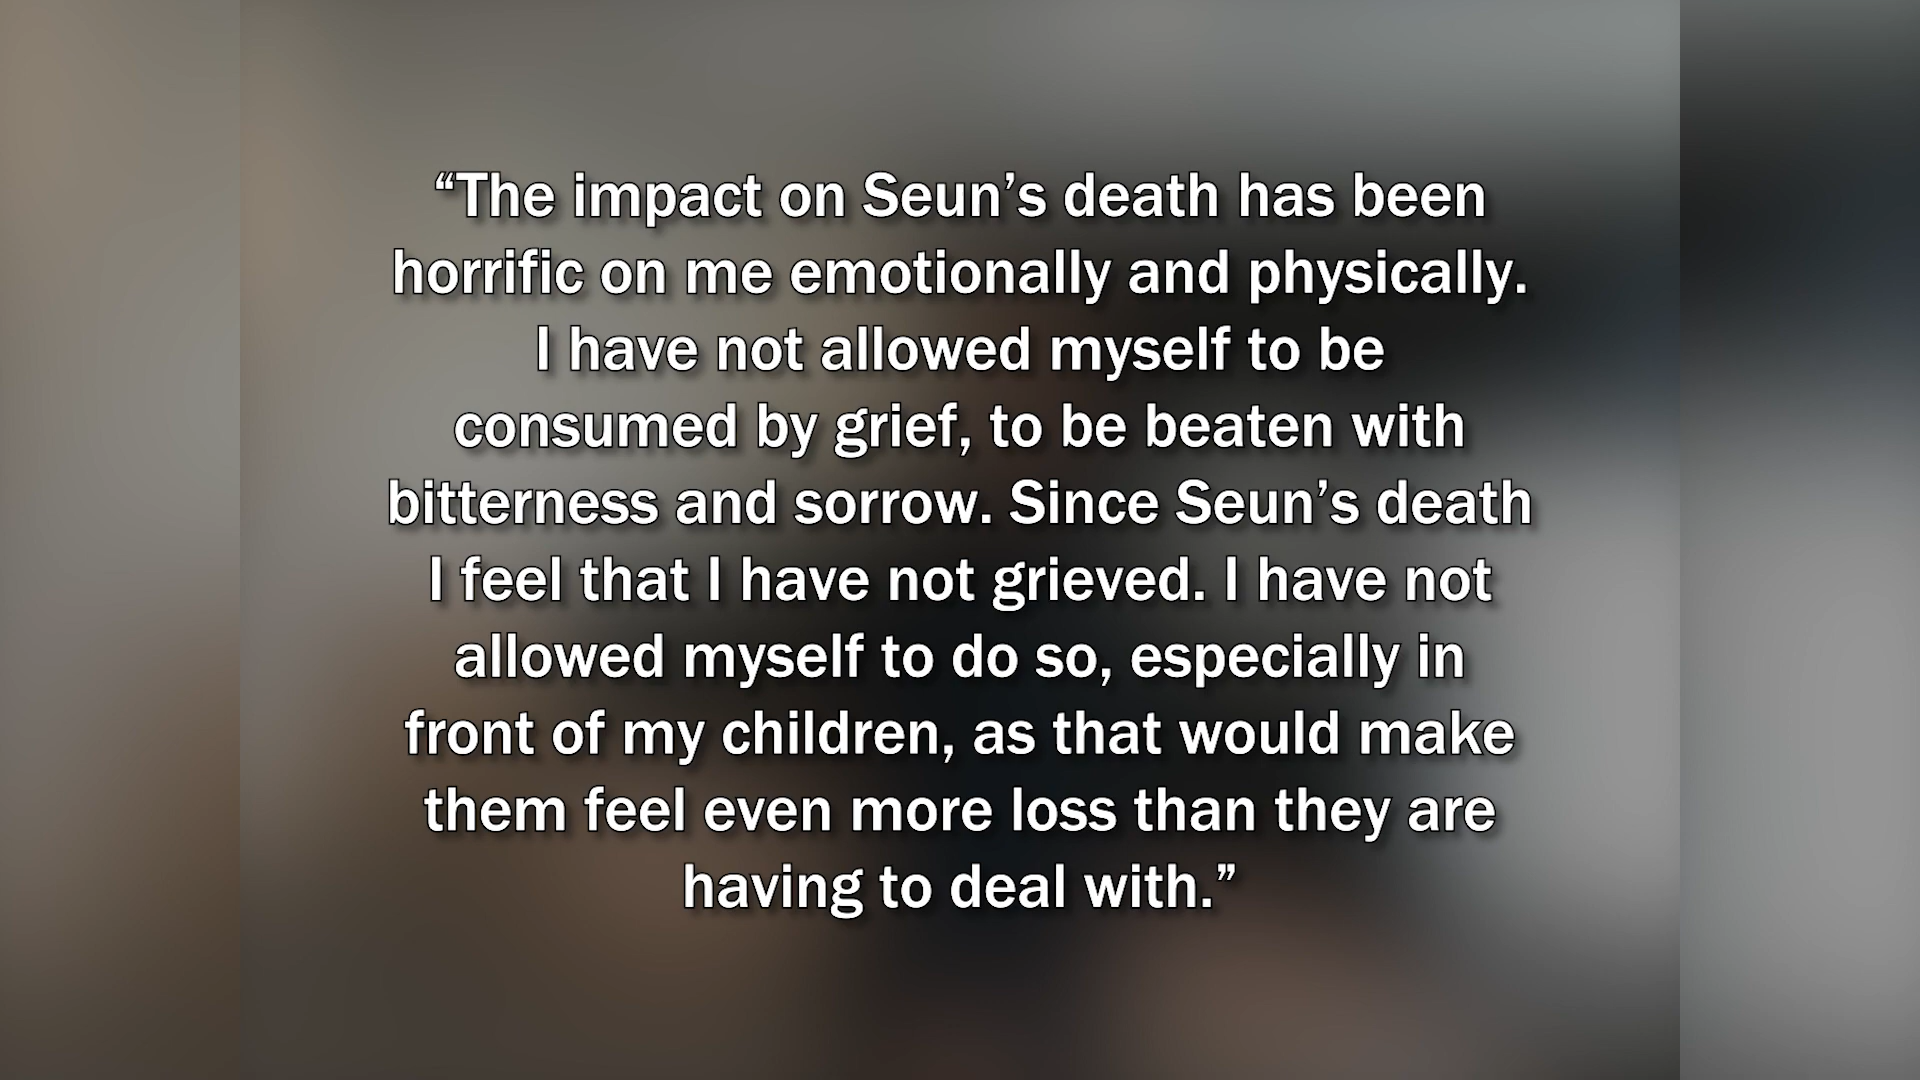 “The impact on Seun’s death has been
horrific on me emotionally and physically.
I have not allowed myself to be
consumed by grief, to be beaten with
bitterness and sorrow. Since Seun’s death
I feel that I have not grieved. I have not
allowed myself to do so, especially in
front of my children, as that would make
them feel even more loss than they are
having to deal with.”